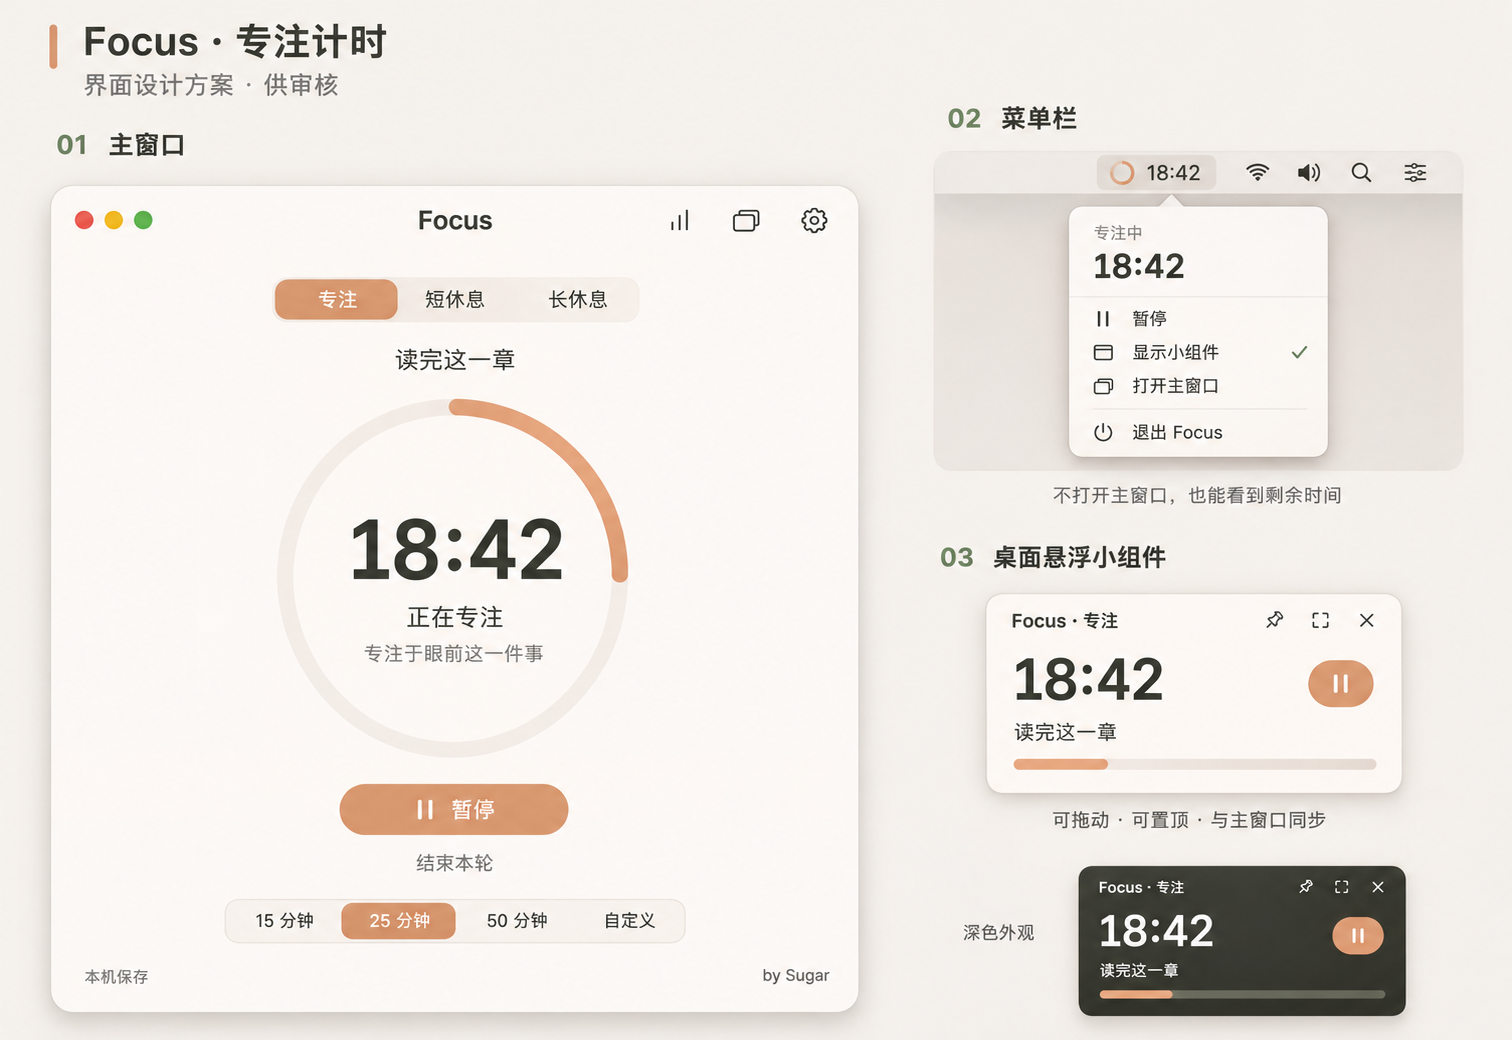 Focus · 专注计时
界面设计方案 · 供审核
01 主窗口
Focus
专注 短休息 长休息
读完这一章
18:42
正在专注
专注于眼前这一件事
暂停
结束本轮
15 分钟 25 分钟 50 分钟 自定义
本机保存 by Sugar
02 菜单栏
18:42
专注中
18:42
暂停
显示小组件
打开主窗口
退出 Focus
不打开主窗口，也能看到剩余时间
03 桌面悬浮小组件
Focus · 专注
18:42
读完这一章
可拖动 · 可置顶 · 与主窗口同步
深色外观
Focus · 专注
18:42
读完这一章